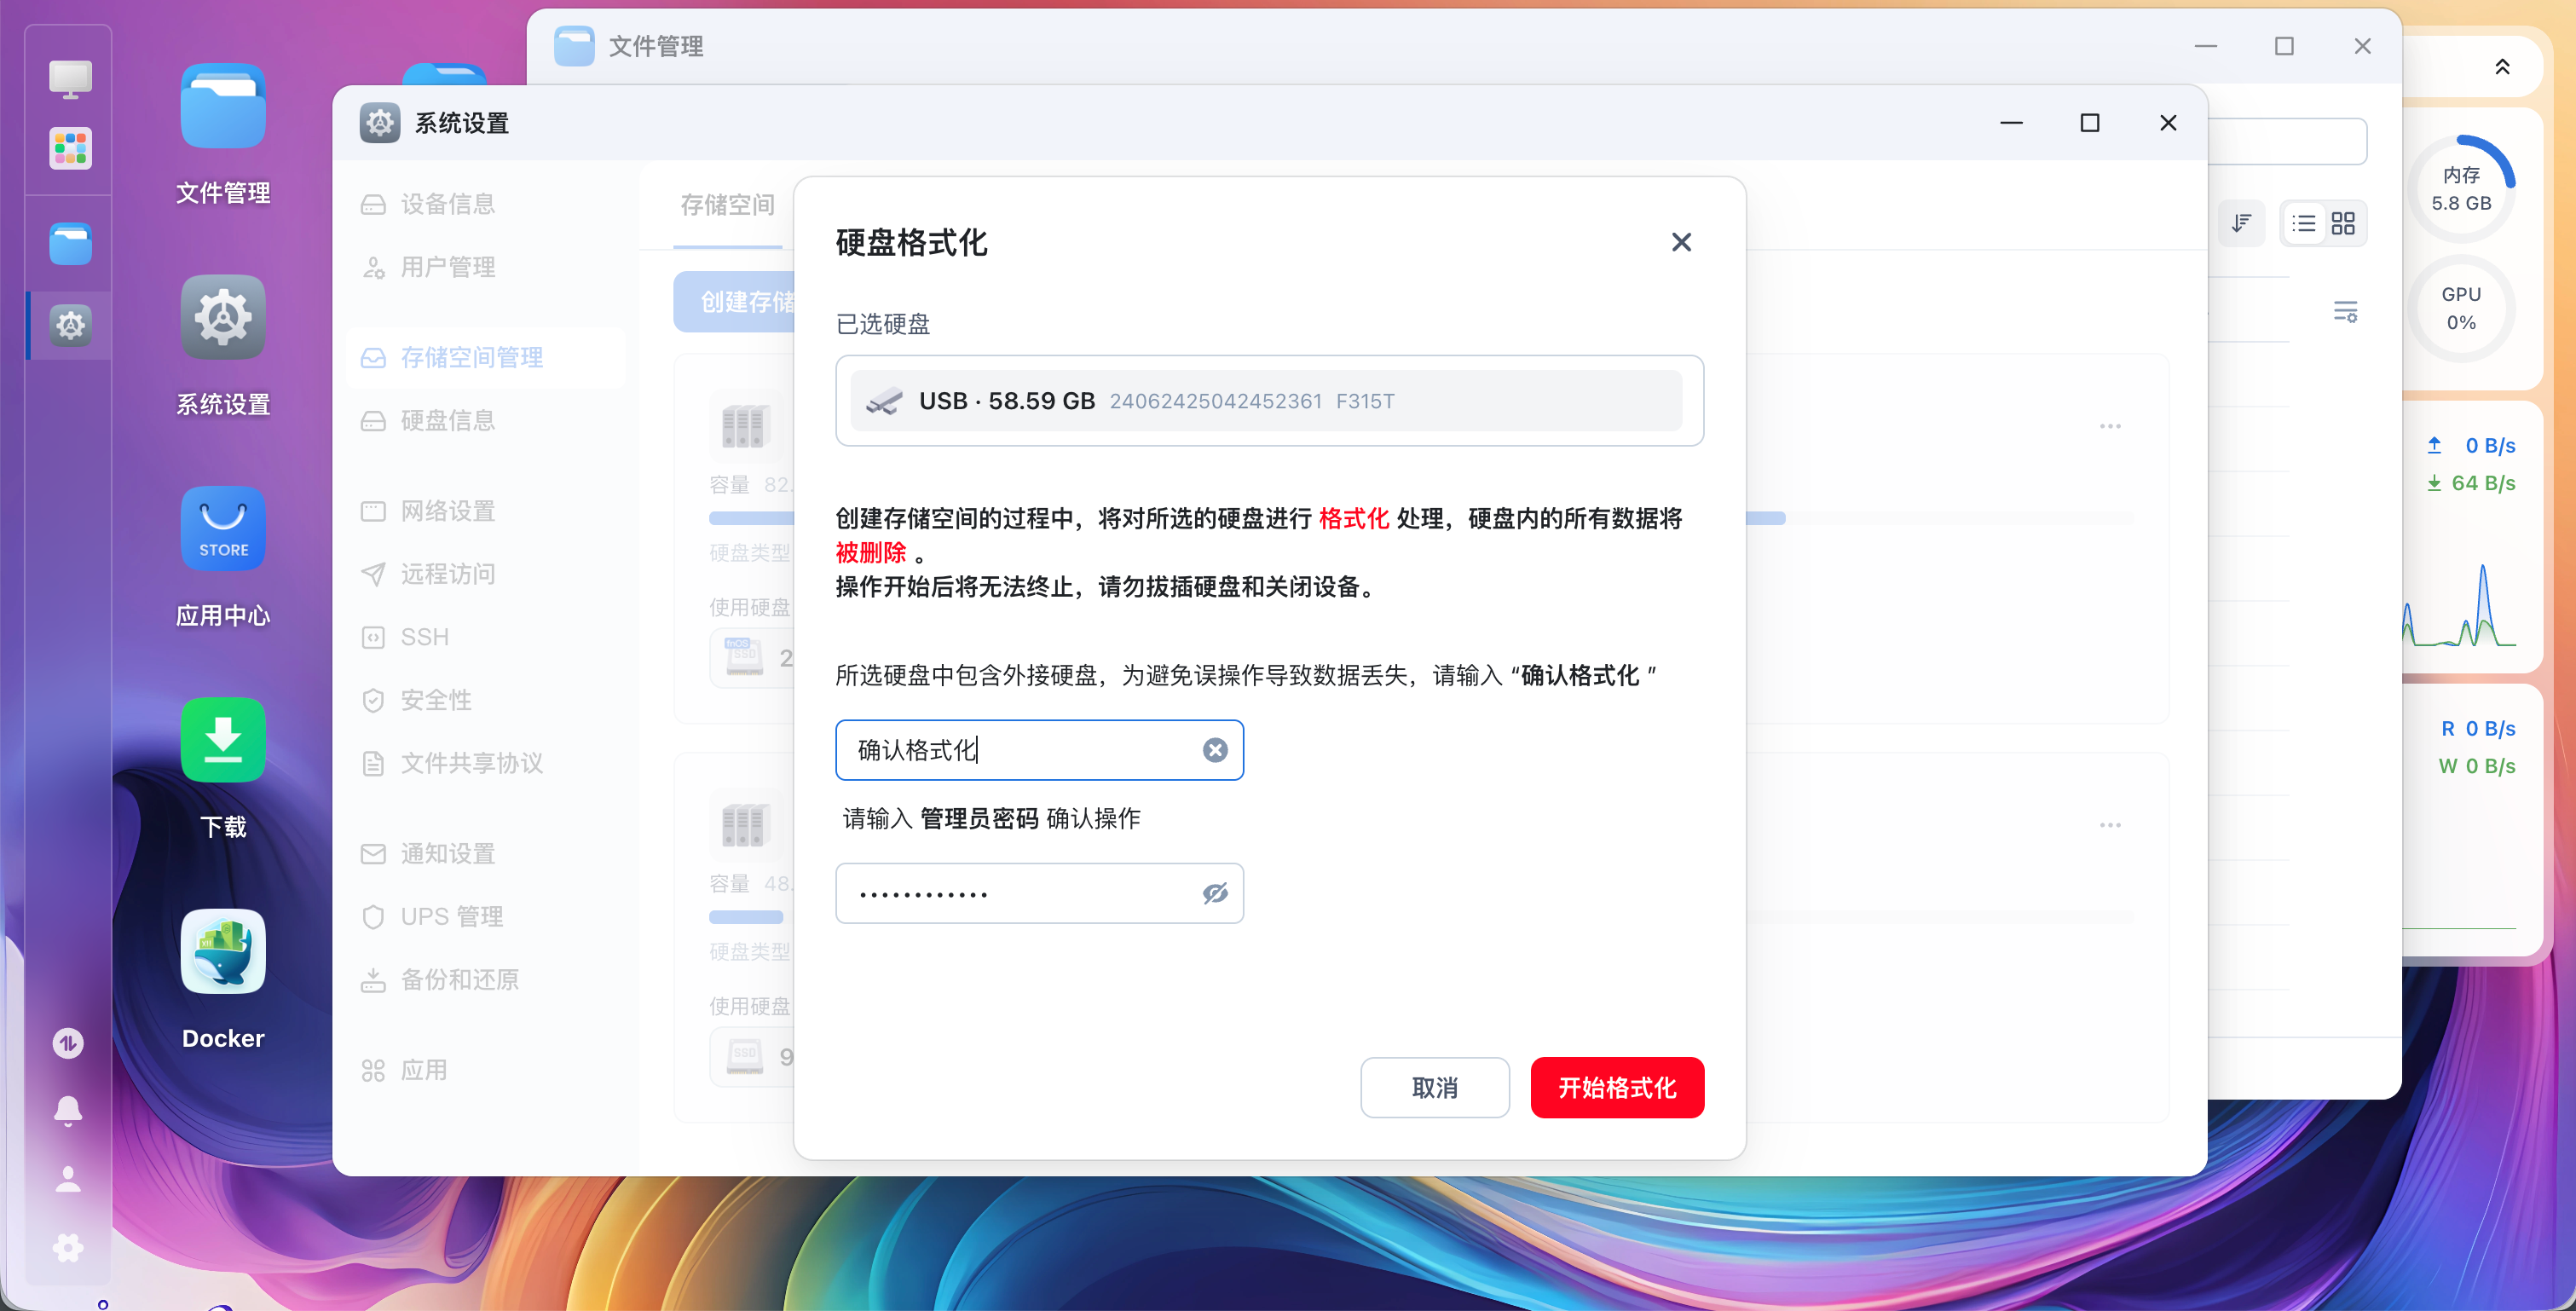 文件管理
系统设置
应用中心
STORE
下载
Docker
文件管理
系统设置
设备信息
用户管理
存储空间管理
硬盘信息
网络设置
远程访问
SSH
安全性
文件共享协议
通知设置
UPS 管理
备份和还原
应用
存储空间
创建存储
容量 82.
硬盘类型
使用硬盘
fnOS
SSD
2
容量 48.
硬盘类型
使用硬盘
SSD
9
硬盘格式化
已选硬盘
USB · 58.59 GB 24062425042452361 F315T
创建存储空间的过程中，将对所选的硬盘进行 格式化 处理，硬盘内的所有数据将
被删除 。
操作开始后将无法终止，请勿拔插硬盘和关闭设备。
所选硬盘中包含外接硬盘，为避免误操作导致数据丢失，请输入 “确认格式化 ”
确认格式化
请输入 管理员密码 确认操作
••••••••••••
取消
开始格式化
内存
5.8 GB
GPU
0%
0 B/s
64 B/s
R 0 B/s
W 0 B/s